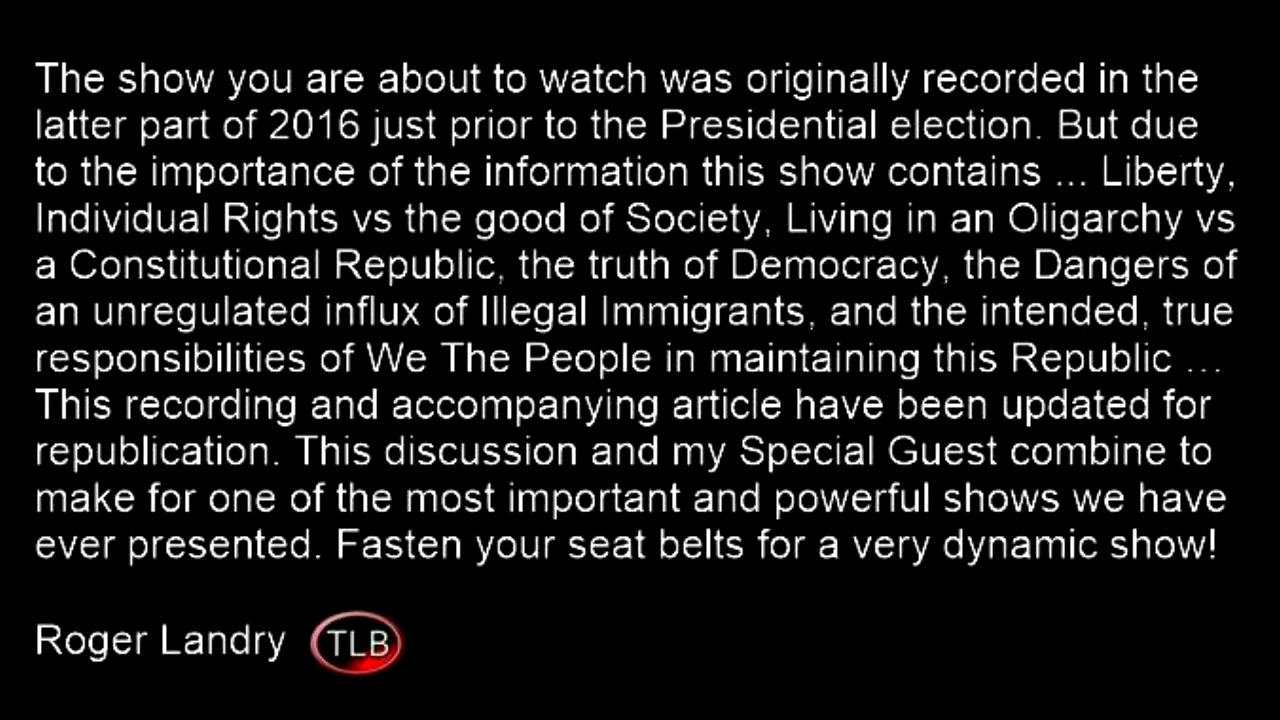 The show you are about to watch was originally recorded in the
latter part of 2016 just prior to the Presidential election. But due
to the importance of the information this show contains ... Liberty,
Individual Rights vs the good of Society, Living in an Oligarchy vs
a Constitutional Republic, the truth of Democracy, the Dangers of
an unregulated influx of Illegal Immigrants, and the intended, true
responsibilities of We The People in maintaining this Republic ...
This recording and accompanying article have been updated for
republication. This discussion and my Special Guest combine to
make for one of the most important and powerful shows we have
ever presented. Fasten your seat belts for a very dynamic show!
Roger Landry TLB